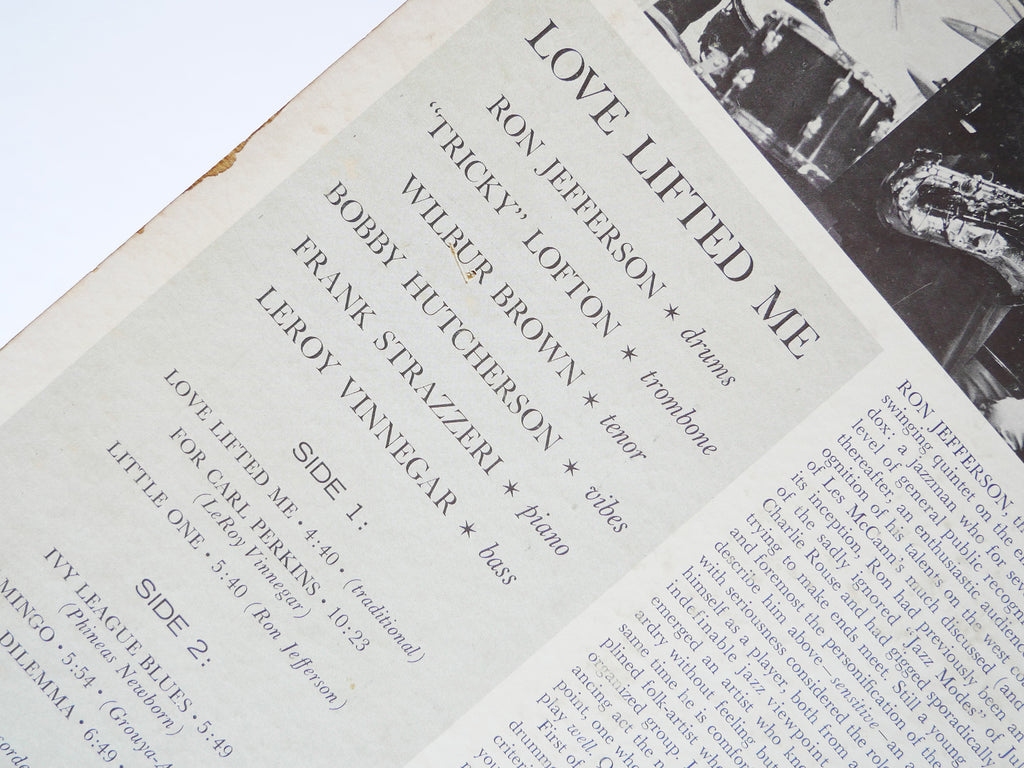 LOVE LIFTED ME
RON JEFFERSON ✶ drums
"TRICKY" LOFTON ✶ trombone
WILBUR BROWN ✶ tenor
BOBBY HUTCHERSON ✶ vibes
FRANK STRAZZERI ✶ piano
LEROY VINNEGAR ✶ bass
SIDE 1:
LOVE LIFTED ME • 4:40 • (traditional)
FOR CARL PERKINS • 10:23
(LeRoy Vinnegar)
LITTLE ONE • 5:40 (Ron Jefferson)
SIDE 2:
IVY LEAGUE BLUES • 5:49
(Phineas Newborn)
MINGO • 5:54 •
DILEMMA • 6:49
RON JEFFERSON,
swinging quintet on the
dox: a jazzman who for
level of general public
thereafter, an enthusiastic
ognition of his talents on the west
of Les McCann's much discussed (and
its inception, Ron had previously been
of the sadly ignored "Jazz Modes"
Charlie Rouse and had gigged sporadically
trying to make ends meet. Still a young
and foremost the personification of
describe him above—sensitive—an
with seriousness considered the role
himself as a player, both from a
indefinable jazz viewpoint,
emerged an artist who
ardy without feeling but
same time he is
plined folk-artist
organized group. I
ancing act the
point, one
First of
play well. O
drumm
criter
your